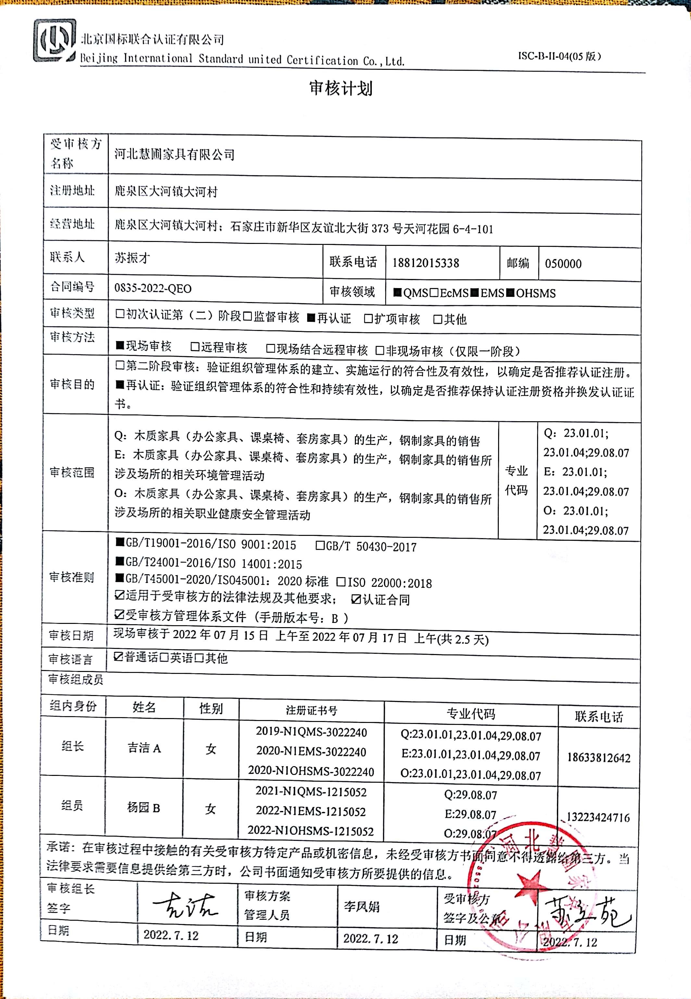 北京国标联合认证有限公司
Beijing International Standard united Certification Co.,Ltd.
ISC-B-II-04(05版)
审核计划
受审核方名称 河北慧圃家具有限公司
注册地址 鹿泉区大河镇大河村
经营地址 鹿泉区大河镇大河村；石家庄市新华区友谊北大街 373 号天河花园 6-4-101
联系人 苏振才 联系电话 18812015338 邮编 050000
合同编号 0835-2022-QEO 审核领域 ■QMS□EcMS■EMS■OHSMS
审核类型 □初次认证第（二）阶段□监督审核 ■再认证 □扩项审核 □其他
审核方法 ■现场审核 □远程审核 □现场结合远程审核 □非现场审核（仅限一阶段）
审核目的
□第二阶段审核：验证组织管理体系的建立、实施运行的符合性及有效性，以确定是否推荐认证注册。
■再认证：验证组织管理体系的符合性和持续有效性，以确定是否推荐保持认证注册资格并换发认证证
书。
审核范围
Q：木质家具（办公家具、课桌椅、套房家具）的生产，钢制家具的销售
E：木质家具（办公家具、课桌椅、套房家具）的生产，钢制家具的销售所
涉及场所的相关环境管理活动
O：木质家具（办公家具、课桌椅、套房家具）的生产，钢制家具的销售所
涉及场所的相关职业健康安全管理活动
专业
代码
Q：23.01.01;
23.01.04;29.08.07
E：23.01.01;
23.01.04;29.08.07
O：23.01.01;
23.01.04;29.08.07
审核准则
■GB/T19001-2016/ISO 9001:2015 □GB/T 50430-2017
■GB/T24001-2016/ISO 14001:2015
■GB/T45001-2020/ISO45001：2020 标准 □ISO 22000:2018
☑适用于受审核方的法律法规及其他要求； ☑认证合同
☑受审核方管理体系文件（手册版本号：B ）
审核日期 现场审核于 2022 年 07 月 15 日 上午至 2022 年 07 月 17 日 上午(共 2.5 天)
审核语言 ☑普通话□英语□其他
审核组成员
组内身份 姓名 性别 注册证书号 专业代码 联系电话
组长 吉洁 A 女
2019-N1QMS-3022240
2020-N1EMS-3022240
2020-N1OHSMS-3022240
Q:23.01.01,23.01.04,29.08.07
E:23.01.01,23.01.04,29.08.07
O:23.01.01,23.01.04,29.08.07
18633812642
组员 杨园 B 女
2021-N1QMS-1215052
2022-N1EMS-1215052
2022-N1OHSMS-1215052
Q:29.08.07
E:29.08.07
O:29.08.07
13223424716
承诺：在审核过程中接触的有关受审核方特定产品或机密信息，未经受审核方书面同意不得透露给第三方。当
法律要求需要信息提供给第三方时，公司书面通知受审核方所要提供的信息。
审核组长
签字
吉洁
审核方案
管理人员
李凤娟
受审核方
签字及公章
日期 2022.7.12 日期 2022.7.12 日期 2022.7.12